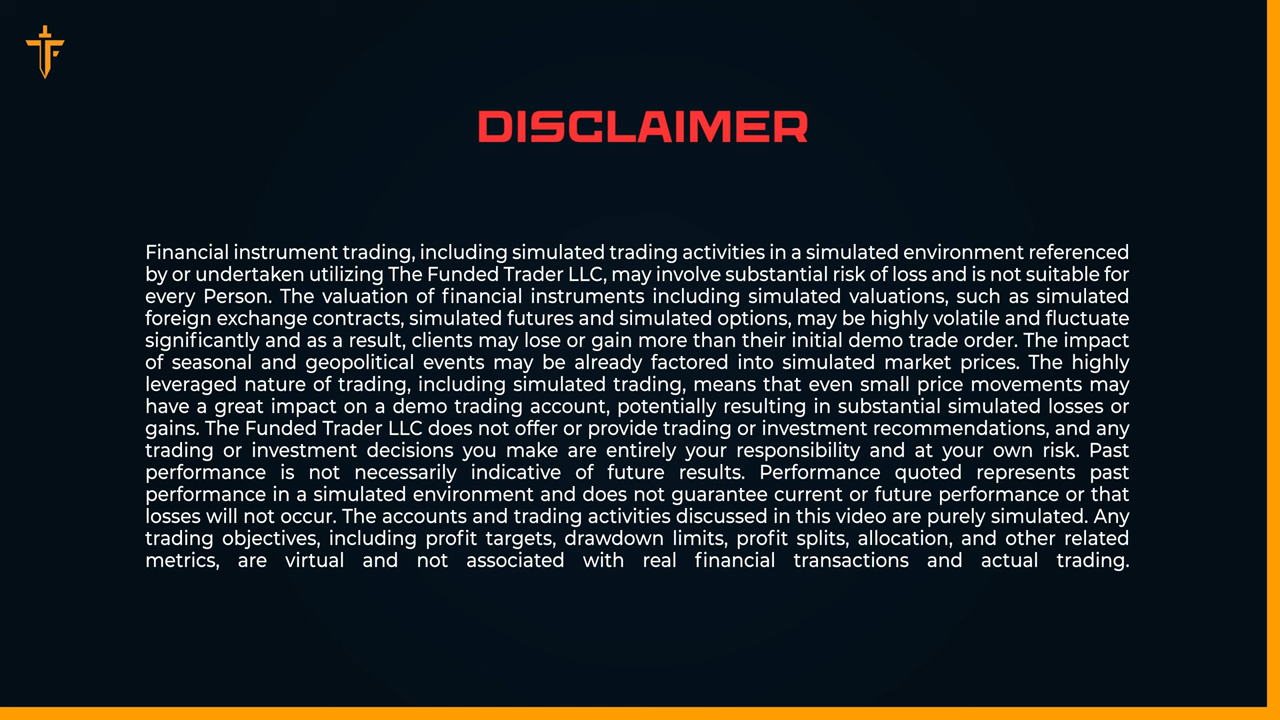 DISCLAIMER
Financial instrument trading, including simulated trading activities in a simulated environment referenced
by or undertaken utilizing The Funded Trader LLC, may involve substantial risk of loss and is not suitable for
every Person. The valuation of financial instruments including simulated valuations, such as simulated
foreign exchange contracts, simulated futures and simulated options, may be highly volatile and fluctuate
significantly and as a result, clients may lose or gain more than their initial demo trade order. The impact
of seasonal and geopolitical events may be already factored into simulated market prices. The highly
leveraged nature of trading, including simulated trading, means that even small price movements may
have a great impact on a demo trading account, potentially resulting in substantial simulated losses or
gains. The Funded Trader LLC does not offer or provide trading or investment recommendations, and any
trading or investment decisions you make are entirely your responsibility and at your own risk. Past
performance is not necessarily indicative of future results. Performance quoted represents past
performance in a simulated environment and does not guarantee current or future performance or that
losses will not occur. The accounts and trading activities discussed in this video are purely simulated. Any
trading objectives, including profit targets, drawdown limits, profit splits, allocation, and other related
metrics, are virtual and not associated with real financial transactions and actual trading.